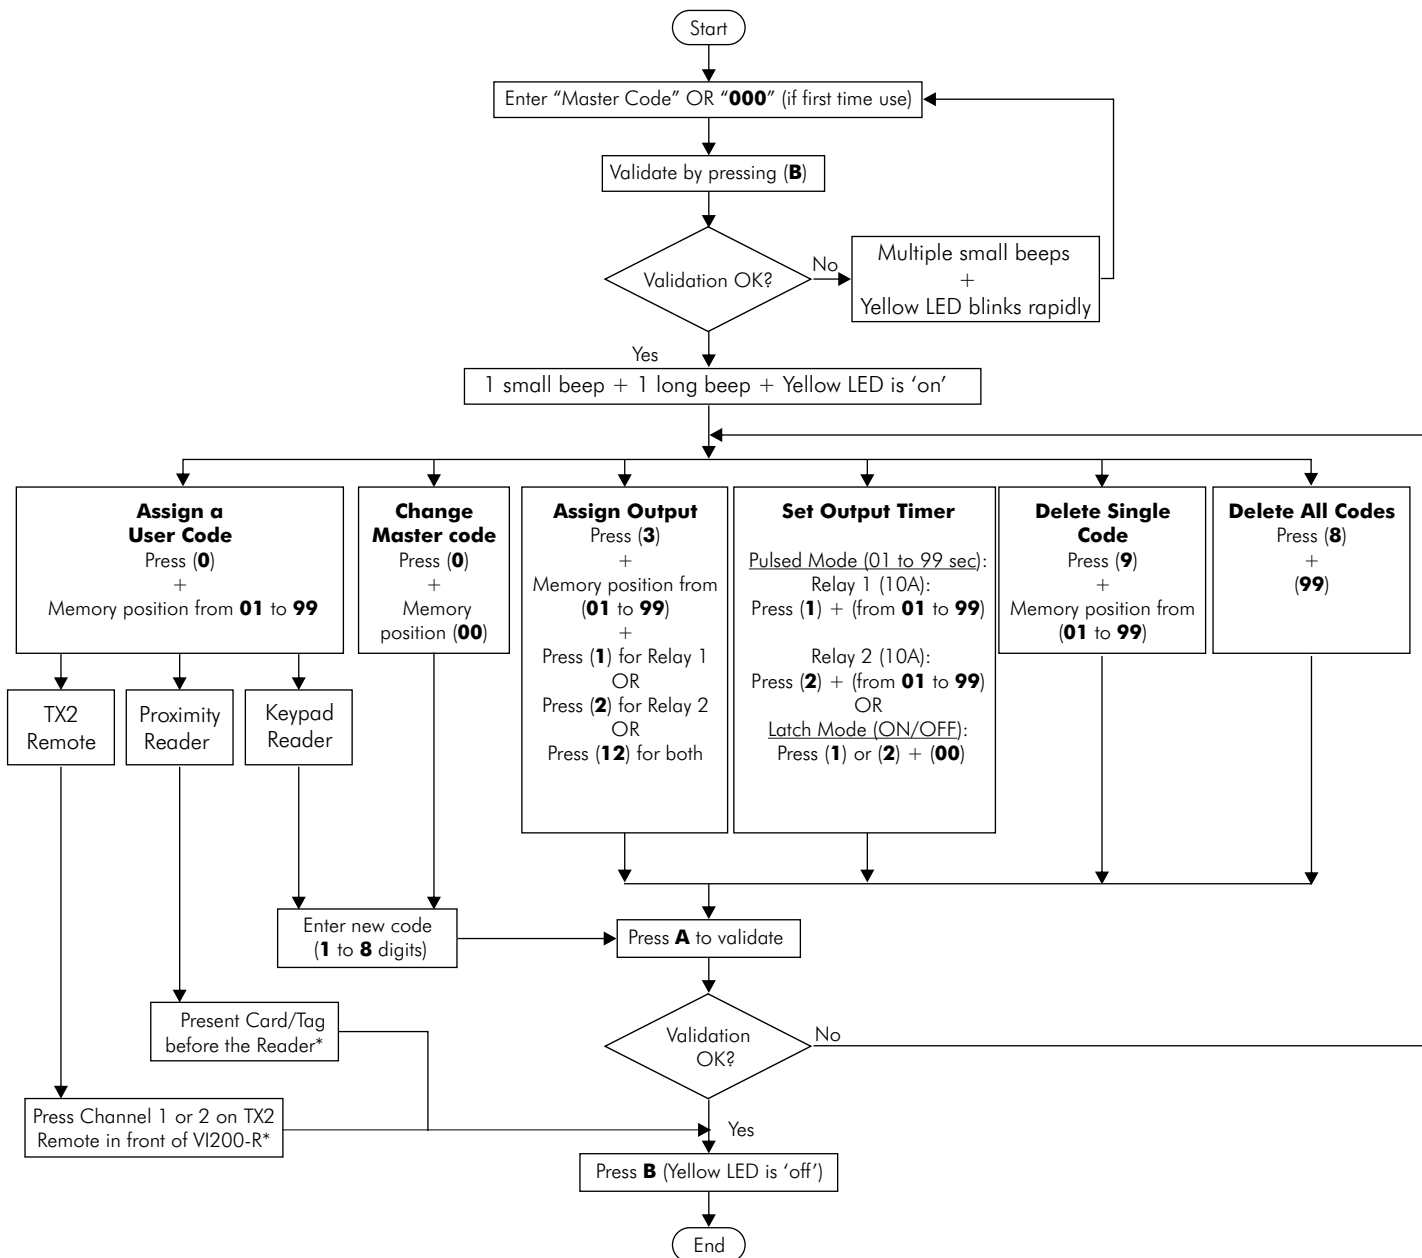 Start
Enter “Master Code” OR “000” (if first time use)
Validate by pressing (B)
Validation OK?
No
Multiple small beeps
+
Yellow LED blinks rapidly
Yes
1 small beep + 1 long beep + Yellow LED is ‘on’
Assign a
User Code
Press (0)
+
Memory position from 01 to 99
Change
Master code
Press (0)
+
Memory
position (00)
Assign Output
Press (3)
+
Memory position from
(01 to 99)
+
Press (1) for Relay 1
OR
Press (2) for Relay 2
OR
Press (12) for both
Set Output Timer
Pulsed Mode (01 to 99 sec):
Relay 1 (10A):
Press (1) + (from 01 to 99)
Relay 2 (10A):
Press (2) + (from 01 to 99)
OR
Latch Mode (ON/OFF):
Press (1) or (2) + (00)
Delete Single
Code
Press (9)
+
Memory position from
(01 to 99)
Delete All Codes
Press (8)
+
(99)
TX2
Remote
Proximity
Reader
Keypad
Reader
Enter new code
(1 to 8 digits)
Press A to validate
Present Card/Tag
before the Reader*
Validation
OK?
No
Press Channel 1 or 2 on TX2
Remote in front of VI200-R*
Yes
Press B (Yellow LED is ‘off’)
End